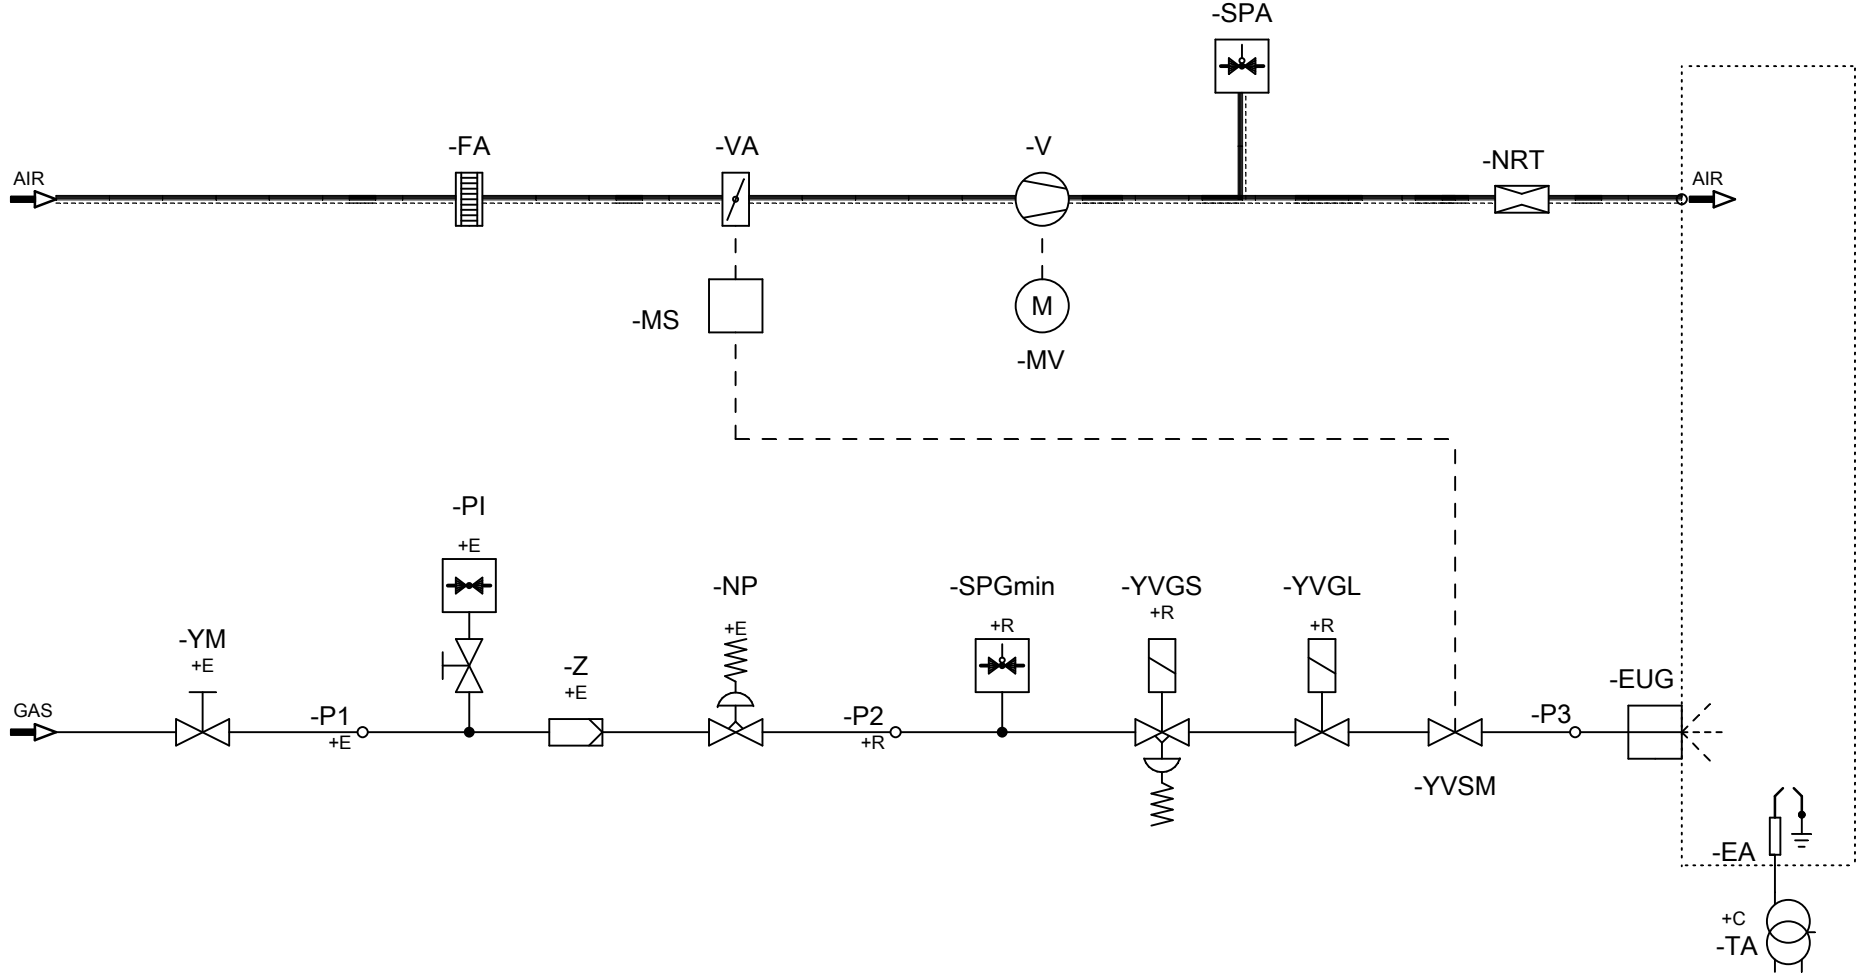 -SPA
-FA
-VA
-V
-NRT
AIR
AIR
-MS
M
-MV
-PI
+E
-NP
+E
-SPGmin
+R
-YVGS
+R
-YVGL
+R
-YM
+E
-Z
+E
-EUG
GAS
-P1
+E
-P2
+R
-P3
-YVSM
-EA
+C
-TA